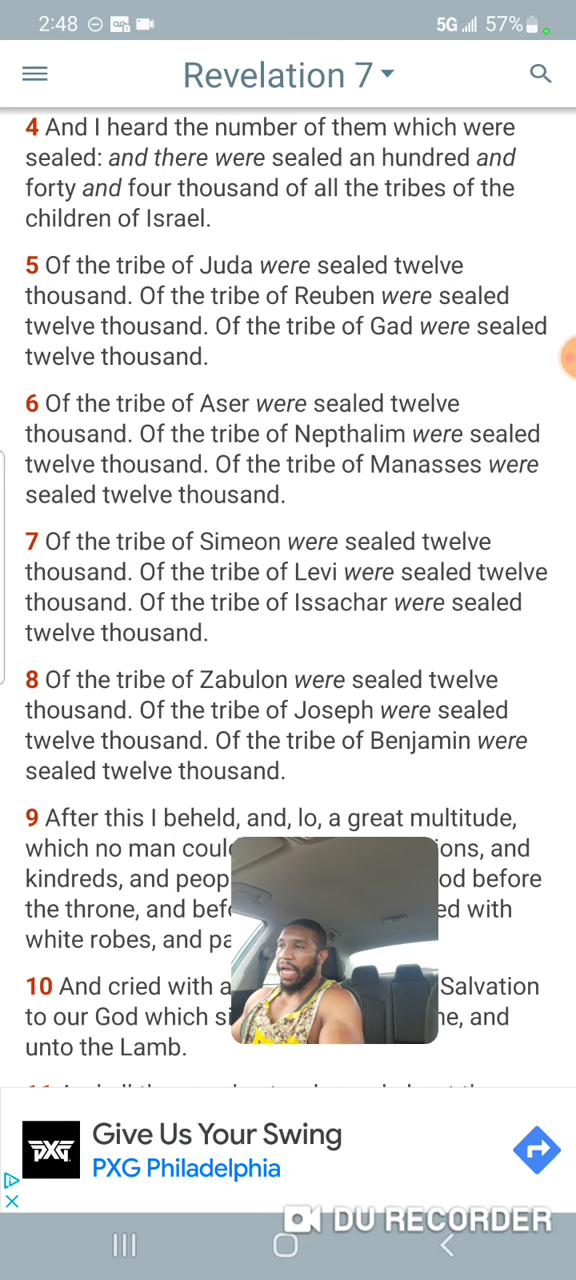 2:48 5G 57%
Revelation 7
4 And I heard the number of them which were
sealed: and there were sealed an hundred and
forty and four thousand of all the tribes of the
children of Israel.
5 Of the tribe of Juda were sealed twelve
thousand. Of the tribe of Reuben were sealed
twelve thousand. Of the tribe of Gad were sealed
twelve thousand.
6 Of the tribe of Aser were sealed twelve
thousand. Of the tribe of Nepthalim were sealed
twelve thousand. Of the tribe of Manasses were
sealed twelve thousand.
7 Of the tribe of Simeon were sealed twelve
thousand. Of the tribe of Levi were sealed twelve
thousand. Of the tribe of Issachar were sealed
twelve thousand.
8 Of the tribe of Zabulon were sealed twelve
thousand. Of the tribe of Joseph were sealed
twelve thousand. Of the tribe of Benjamin were
sealed twelve thousand.
9 After this I beheld, and, lo, a great multitude,
which no man and
kindreds, and before
the throne, and with
white robes, and
10 And cried with a Salvation
to our God which and
unto the Lamb.
PXG
Give Us Your Swing
PXG Philadelphia
DU RECORDER